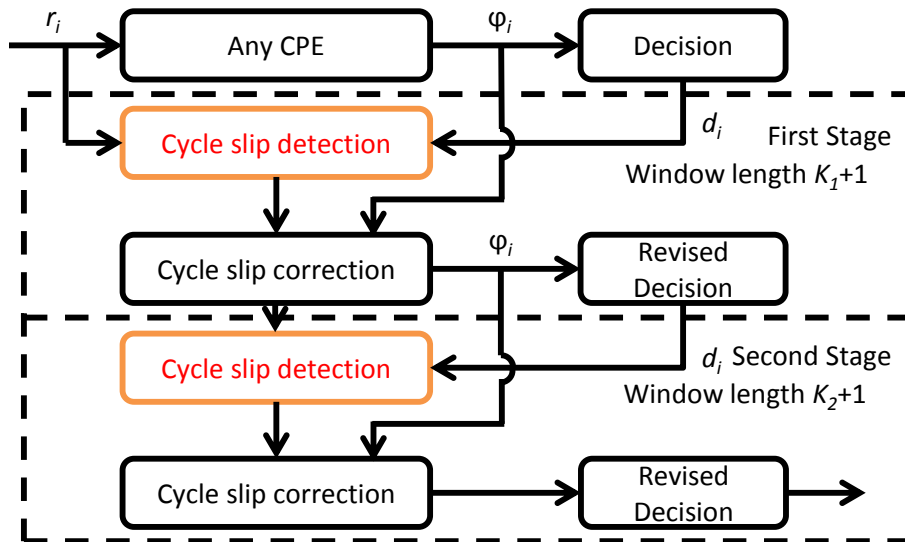 r_i
φ_i
Any CPE
Decision
d_i
First Stage
Cycle slip detection
Window length K_1+1
φ_i
Cycle slip correction
Revised
Decision
d_i Second Stage
Cycle slip detection
Window length K_2+1
Cycle slip correction
Revised
Decision